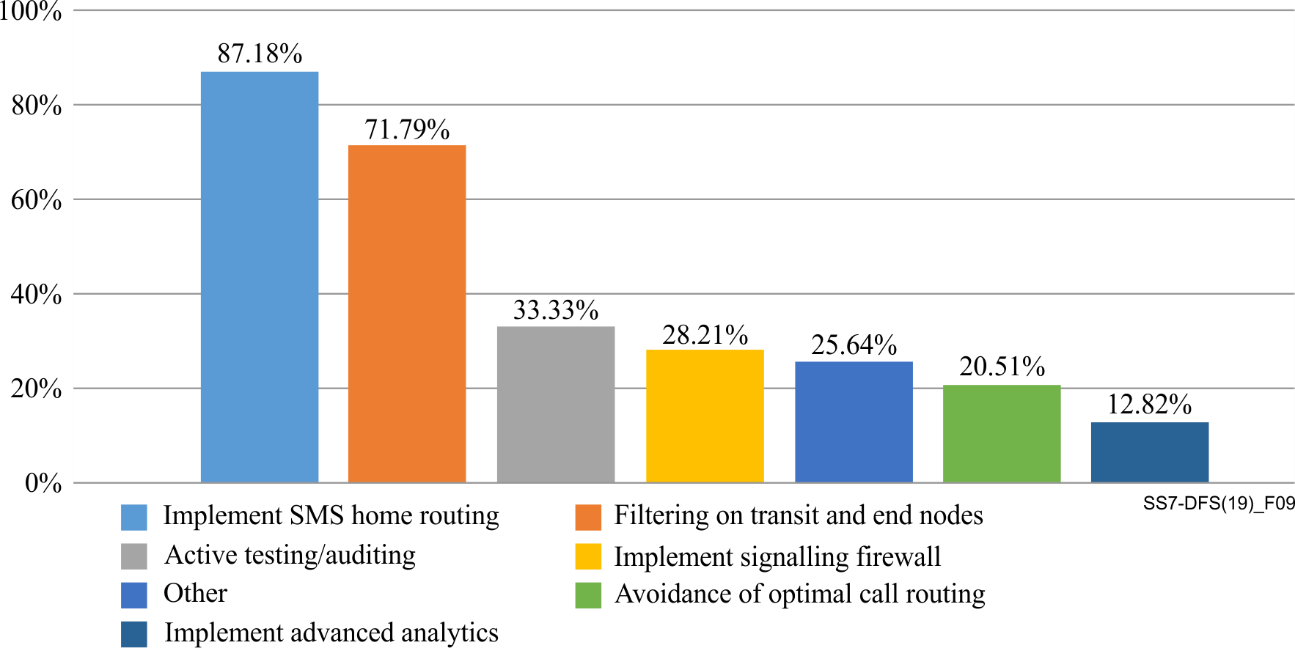 100%
87.18%
80%
71.79%
60%
40%
33.33%
28.21%
25.64%
20.51%
20%
12.82%
0%
SS7-DFS(19)_F09
Implement SMS home routing
Filtering on transit and end nodes
Active testing/auditing
Implement signalling firewall
Other
Avoidance of optimal call routing
Implement advanced analytics